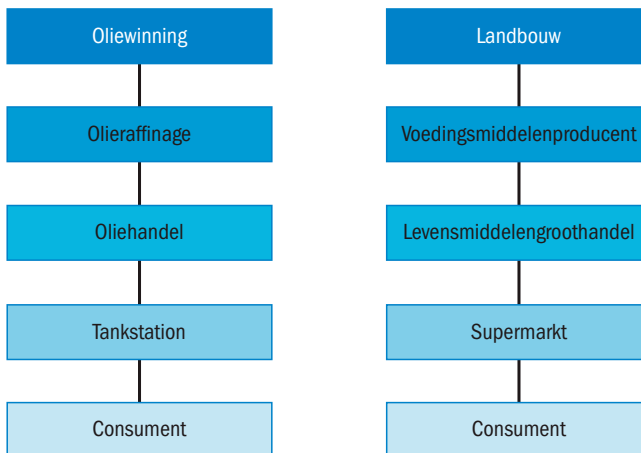 Oliewinning
Olieraffinage
Oliehandel
Tankstation
Consument
Landbouw
Voedingsmiddelenproducent
Levensmiddelengroothandel
Supermarkt
Consument